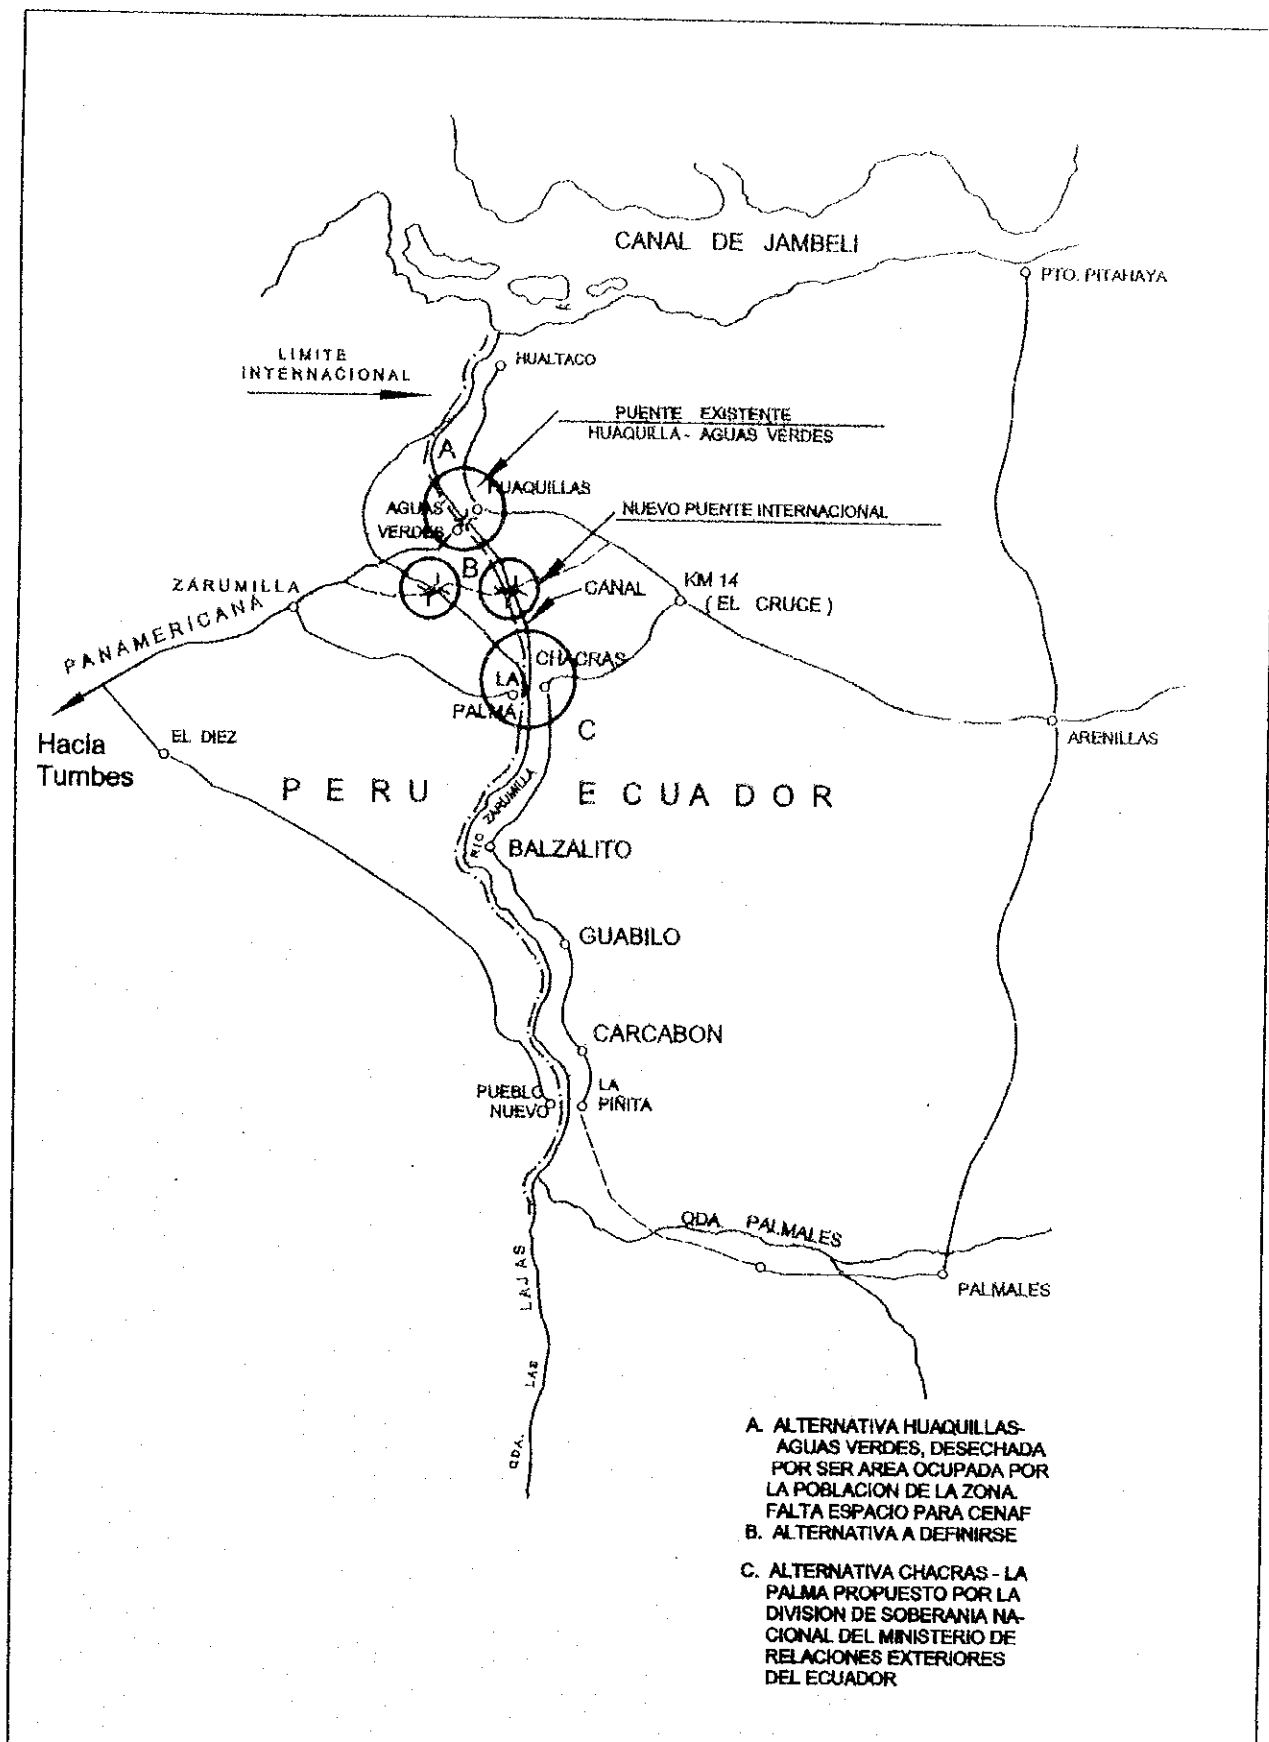 CANAL DE JAMBELI
PTO. PITAHAYA
LIMITE
INTERNACIONAL
HUALTACO
PUENTE EXISTENTE
HUAQUILLA - AGUAS VERDES
A
HUAQUILLAS
AGUAS
VERDES
NUEVO PUENTE INTERNACIONAL
B
ZARUMILLA
CANAL
KM 14
( EL CRUCE )
PANAMERICANA
CHACRAS
LA
PALMA
C
Hacia
Tumbes
EL DIEZ
ARENILLAS
PERU
ECUADOR
RIO ZARUMILLA
BALZALITO
GUABILO
CARCABON
PUEBLO
NUEVO
LA
PIÑITA
QDA. PALMALES
PALMALES
QDA. LAS LAJAS
A. ALTERNATIVA HUAQUILLAS-
AGUAS VERDES, DESECHADA
POR SER AREA OCUPADA POR
LA POBLACION DE LA ZONA.
FALTA ESPACIO PARA CENAF
B. ALTERNATIVA A DEFINIRSE
C. ALTERNATIVA CHACRAS - LA
PALMA PROPUESTO POR LA
DIVISION DE SOBERANIA NA-
CIONAL DEL MINISTERIO DE
RELACIONES EXTERIORES
DEL ECUADOR